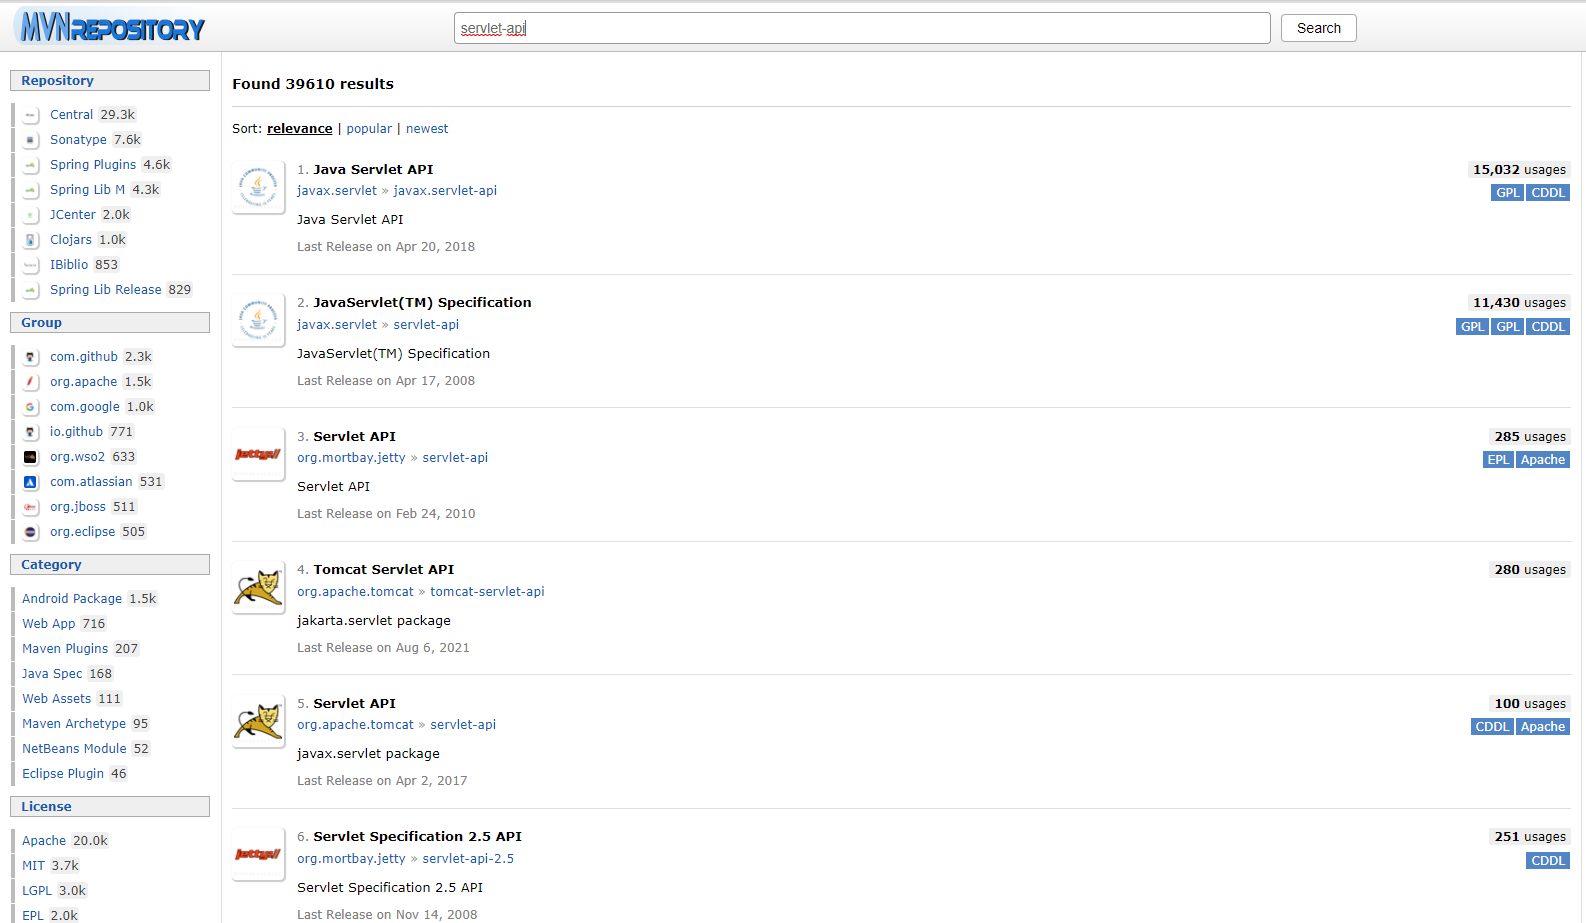 MVNREPOSITORY
servlet-api
Search
Repository
Central 29.3k
Sonatype 7.6k
Spring Plugins 4.6k
Spring Lib M 4.3k
JCenter 2.0k
Clojars 1.0k
IBiblio 853
Spring Lib Release 829
Group
com.github 2.3k
org.apache 1.5k
com.google 1.0k
io.github 771
org.wso2 633
com.atlassian 531
org.jboss 511
org.eclipse 505
Category
Android Package 1.5k
Web App 716
Maven Plugins 207
Java Spec 168
Web Assets 111
Maven Archetype 95
NetBeans Module 52
Eclipse Plugin 46
License
Apache 20.0k
MIT 3.7k
LGPL 3.0k
EPL 2.0k
Found 39610 results
Sort: relevance | popular | newest
1. Java Servlet API
15,032 usages
javax.servlet » javax.servlet-api
GPL CDDL
Java Servlet API
Last Release on Apr 20, 2018
2. JavaServlet(TM) Specification
11,430 usages
javax.servlet » servlet-api
GPL GPL CDDL
JavaServlet(TM) Specification
Last Release on Apr 17, 2008
jetty://
3. Servlet API
285 usages
org.mortbay.jetty » servlet-api
EPL Apache
Servlet API
Last Release on Feb 24, 2010
4. Tomcat Servlet API
280 usages
org.apache.tomcat » tomcat-servlet-api
jakarta.servlet package
Last Release on Aug 6, 2021
5. Servlet API
100 usages
org.apache.tomcat » servlet-api
CDDL Apache
javax.servlet package
Last Release on Apr 2, 2017
jetty://
6. Servlet Specification 2.5 API
251 usages
org.mortbay.jetty » servlet-api-2.5
CDDL
Servlet Specification 2.5 API
Last Release on Nov 14, 2008